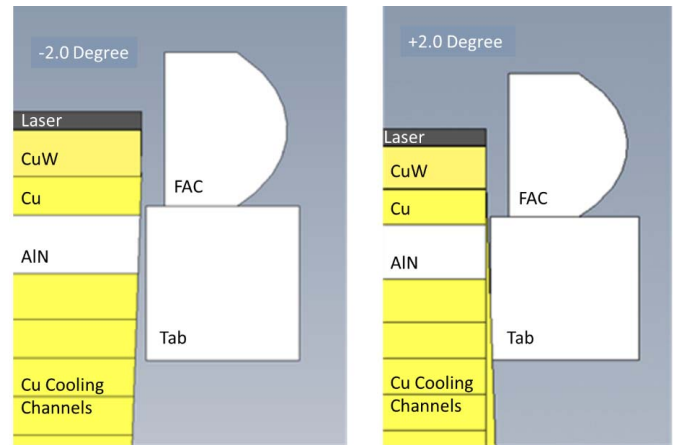 -2.0 Degree
Laser
CuW
Cu
FAC
AlN
Tab
Cu Cooling
Channels
+2.0 Degree
Laser
CuW
Cu
FAC
AlN
Tab
Cu Cooling
Channels